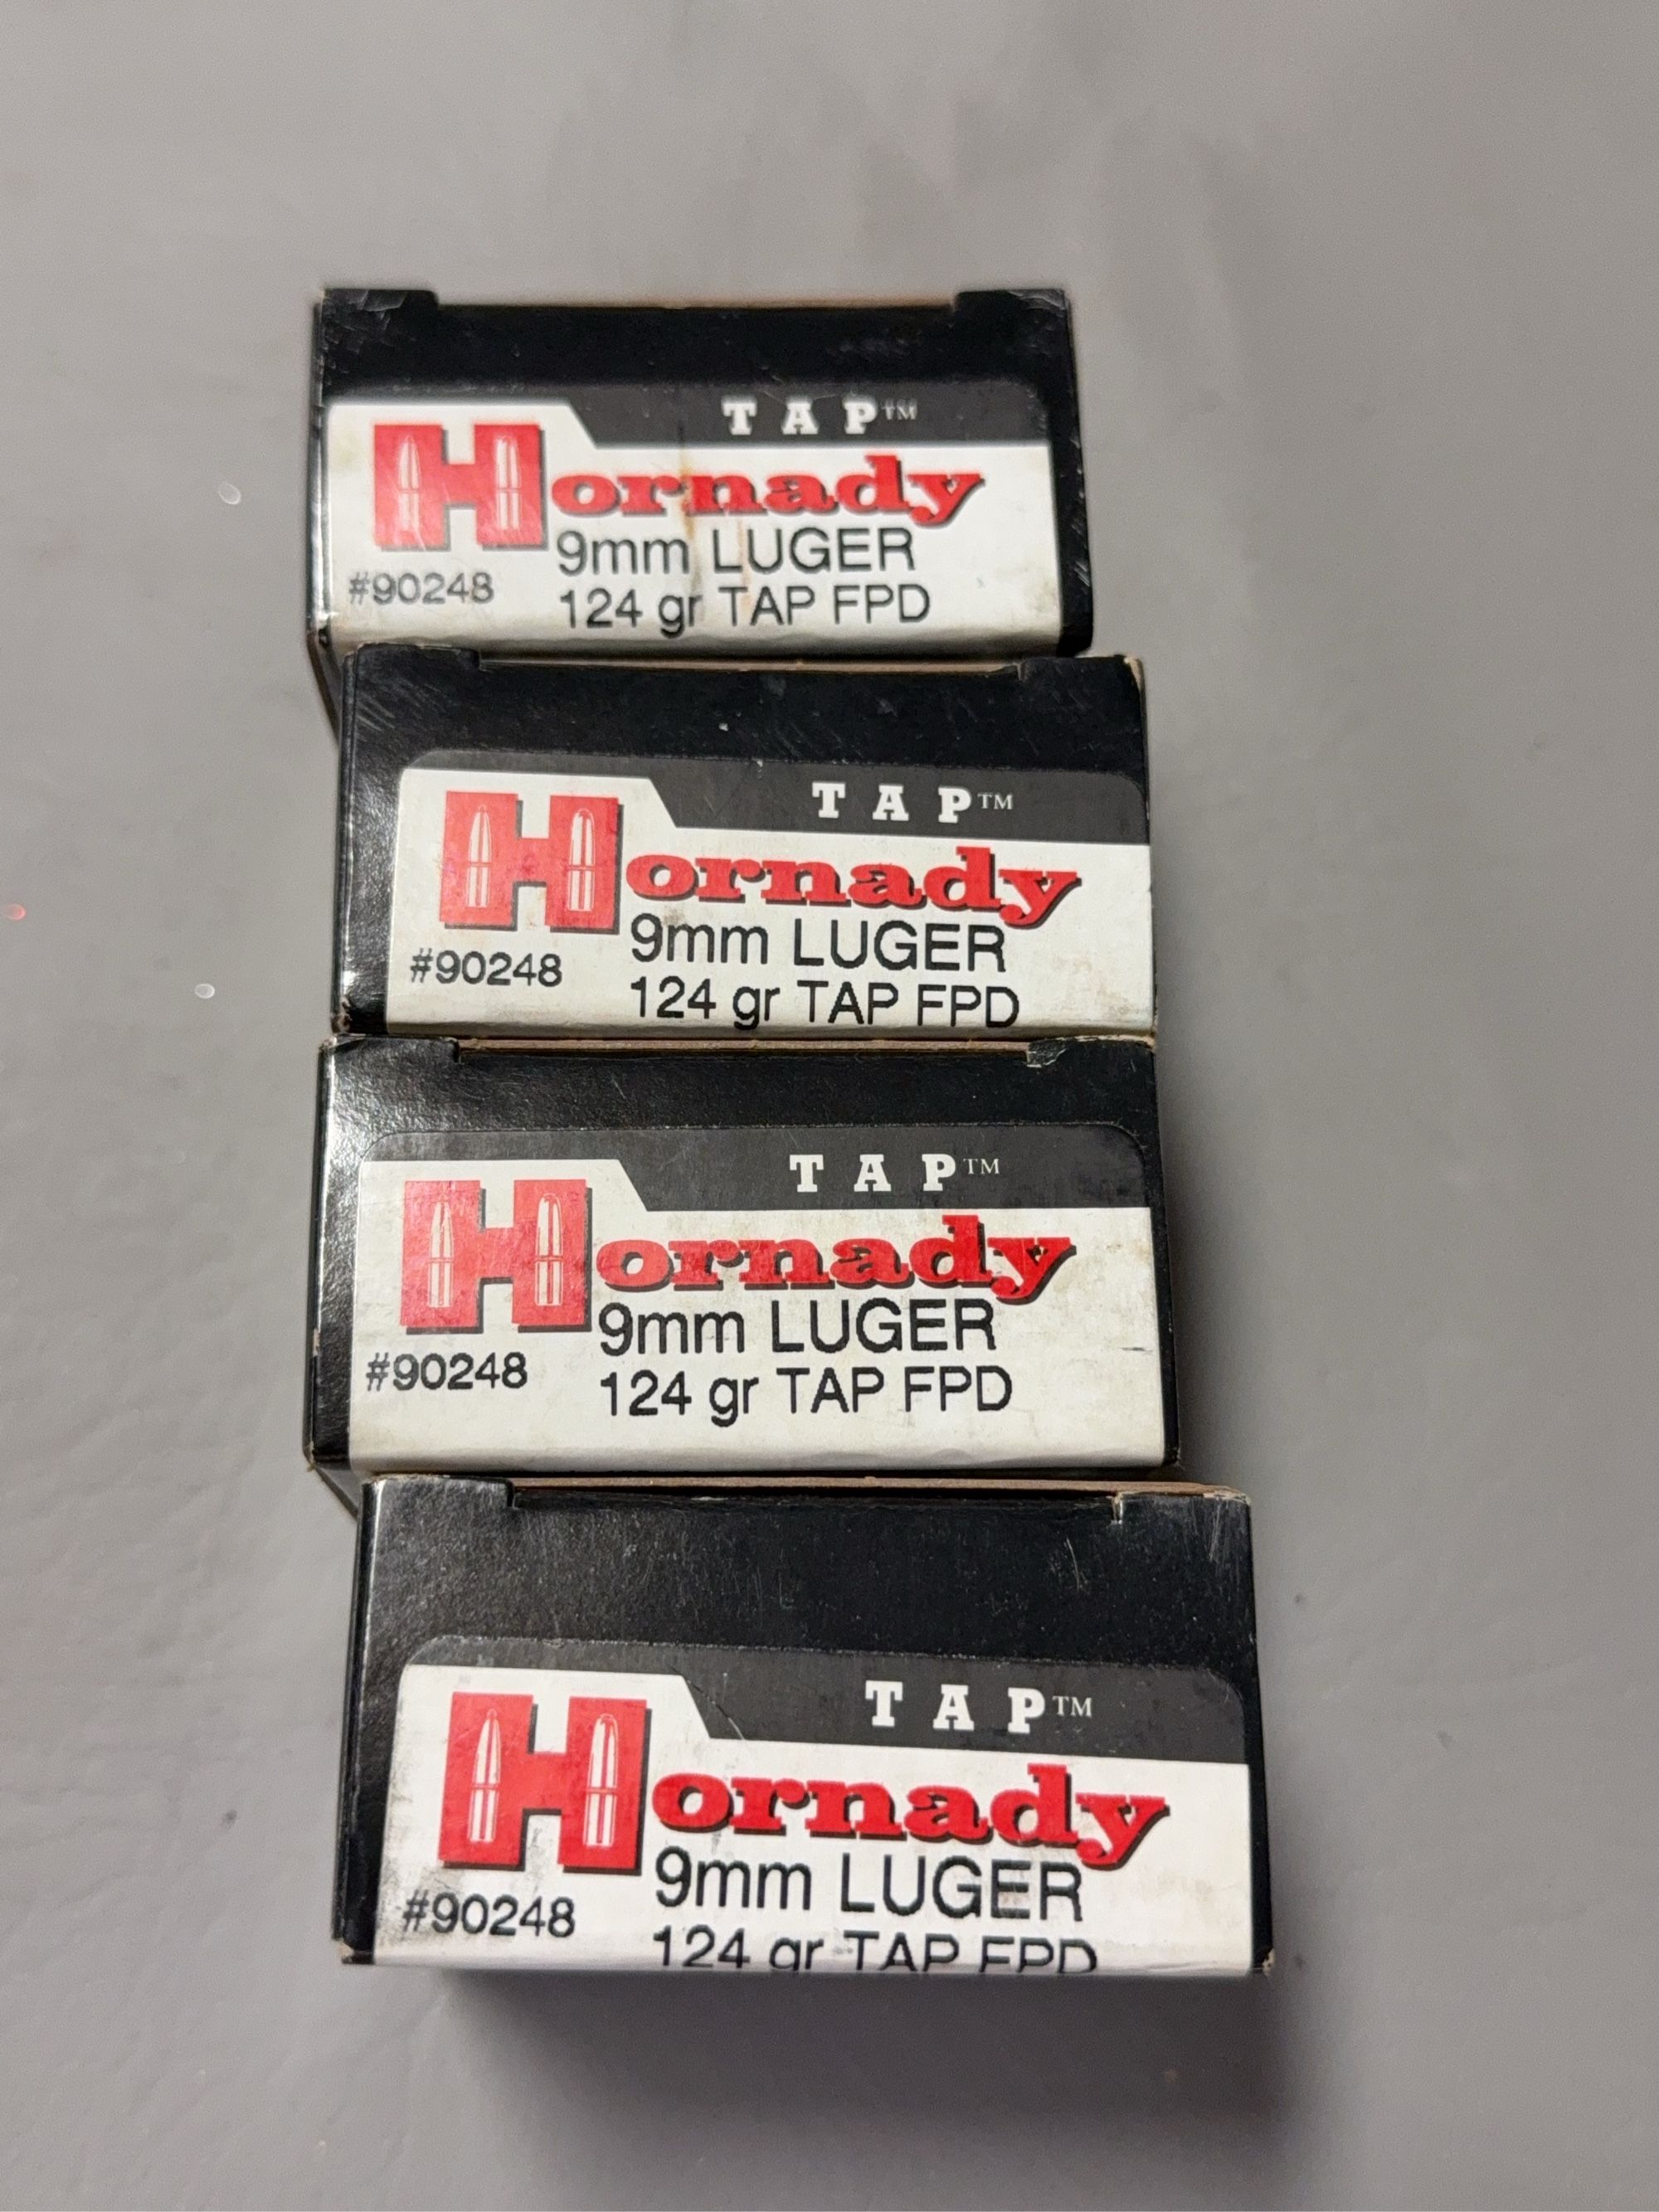 TAP™
Hornady
9mm LUGER
#90248
124 gr TAP FPD
TAP™
Hornady
9mm LUGER
#90248
124 gr TAP FPD
TAP™
Hornady
9mm LUGER
#90248
124 gr TAP FPD
TAP™
Hornady
9mm LUGER
#90248
124 gr TAP FPD